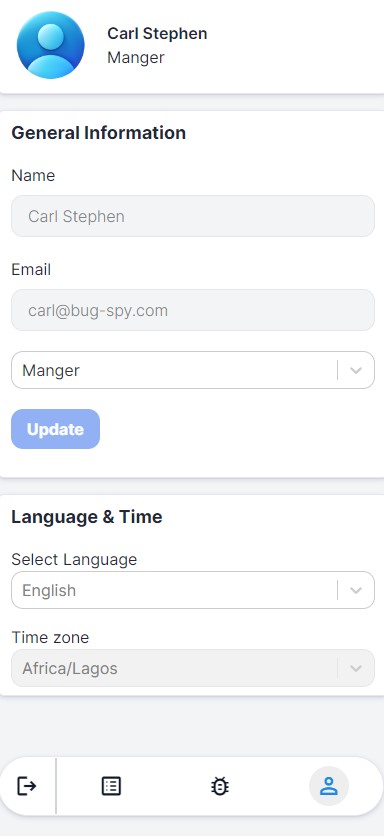 Carl Stephen
Manger
General Information
Name
Carl Stephen
Email
carl@bug-spy.com
Manger
Update
Language & Time
Select Language
English
Time zone
Africa/Lagos